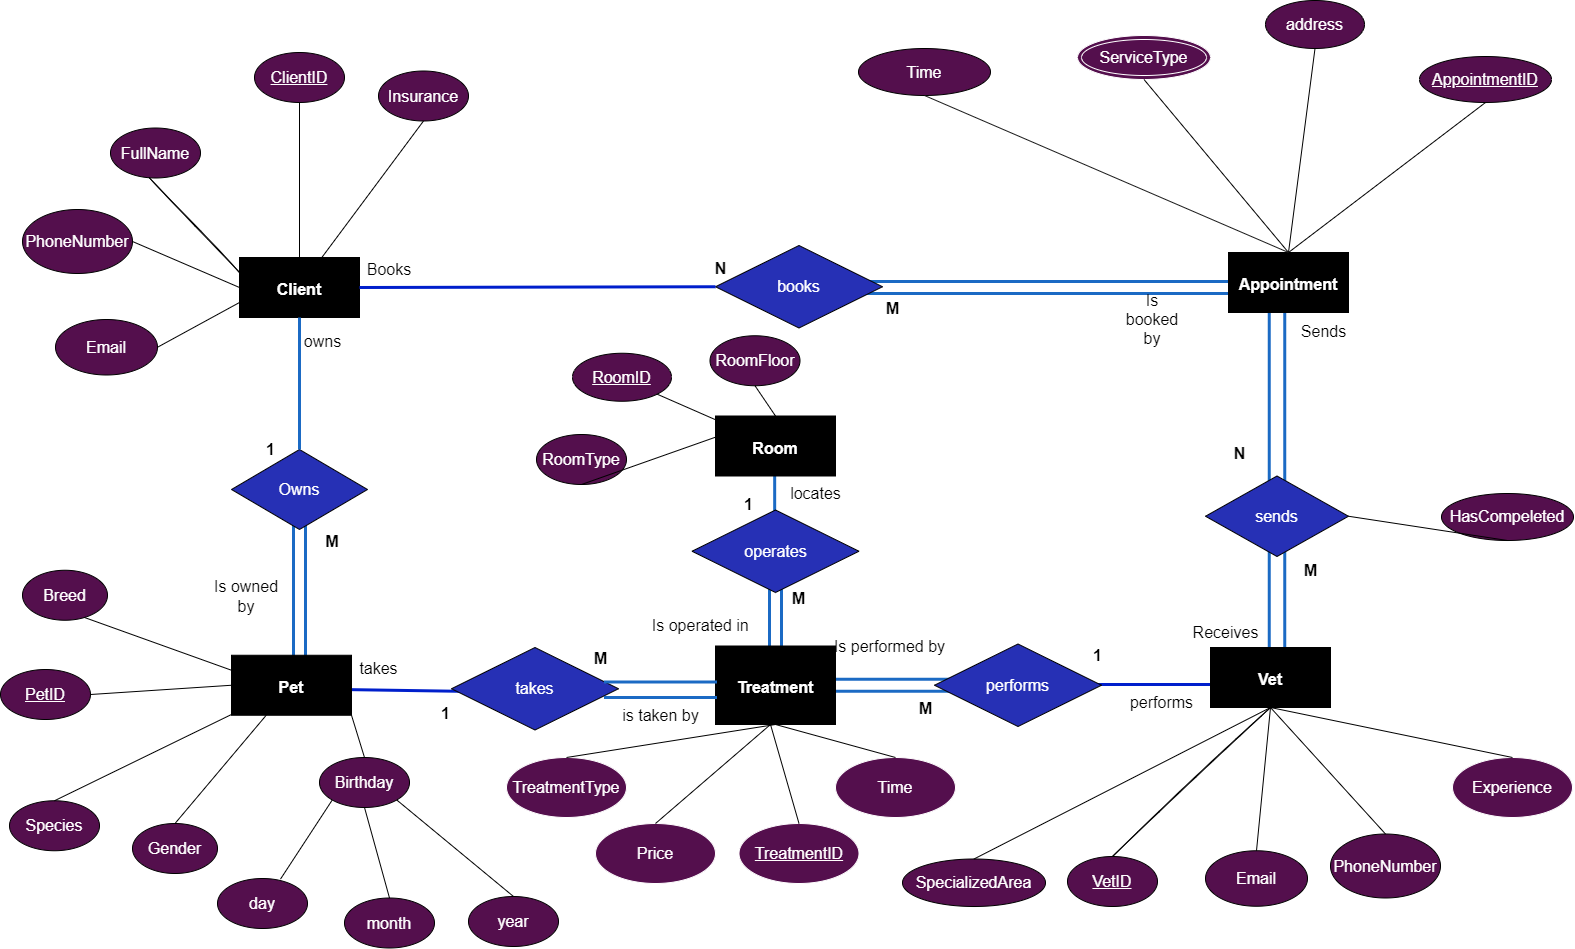 address
ServiceType
Time
AppointmentID
ClientID
Insurance
FullName
PhoneNumber
Books
N
Client
books
Appointment
M
Is
booked
by
Sends
Email
owns
RoomFloor
RoomID
Room
RoomType
1
N
Owns
locates
1
sends
HasCompeleted
M
operates
M
Is owned
by
M
Breed
Is operated in
Receives
Is performed by
1
takes
M
PetID
Pet
takes
Treatment
performs
Vet
1
is taken by
M
performs
Birthday
TreatmentType
Time
Experience
Species
Gender
Price
TreatmentID
PhoneNumber
SpecializedArea
VetID
Email
day
month
year